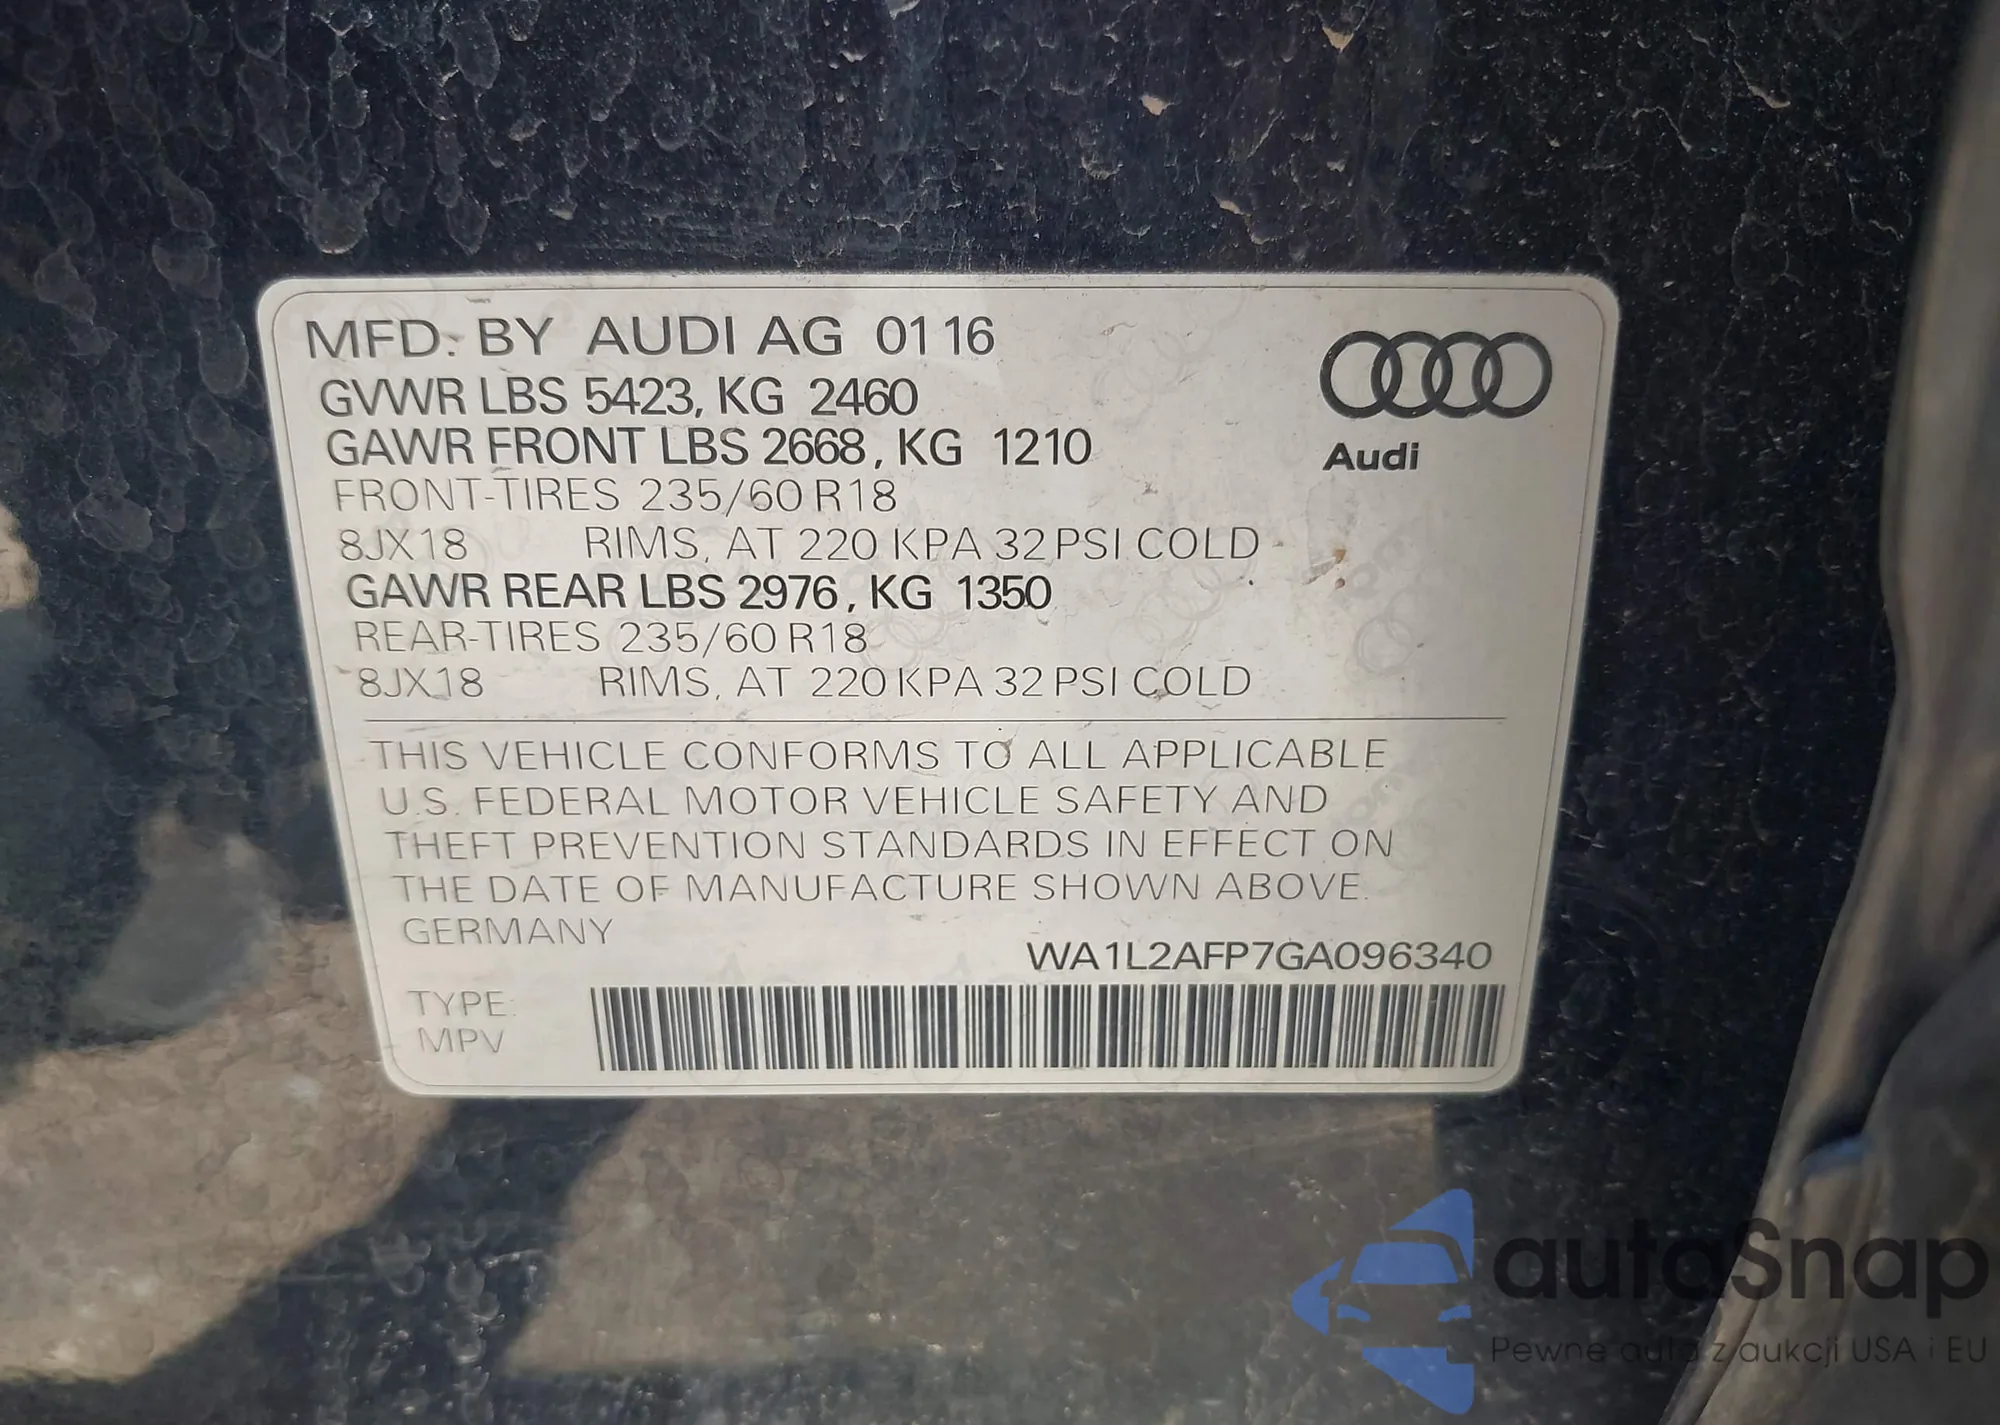 MFD. BY AUDI AG 01 16
GVWR LBS 5423, KG 2460
GAWR FRONT LBS 2668, KG 1210
FRONT-TIRES 235/60 R18
8JX18 RIMS, AT 220 KPA 32 PSI COLD
GAWR REAR LBS 2976, KG 1350
REAR-TIRES 235/60 R18
8JX18 RIMS, AT 220 KPA 32 PSI COLD
Audi
THIS VEHICLE CONFORMS TO ALL APPLICABLE
U.S. FEDERAL MOTOR VEHICLE SAFETY AND
THEFT PREVENTION STANDARDS IN EFFECT ON
THE DATE OF MANUFACTURE SHOWN ABOVE.
GERMANY
WA1L2AFP7GA096340
TYPE:
MPV
autaSnap
Pewne auta z aukcji USA i EU